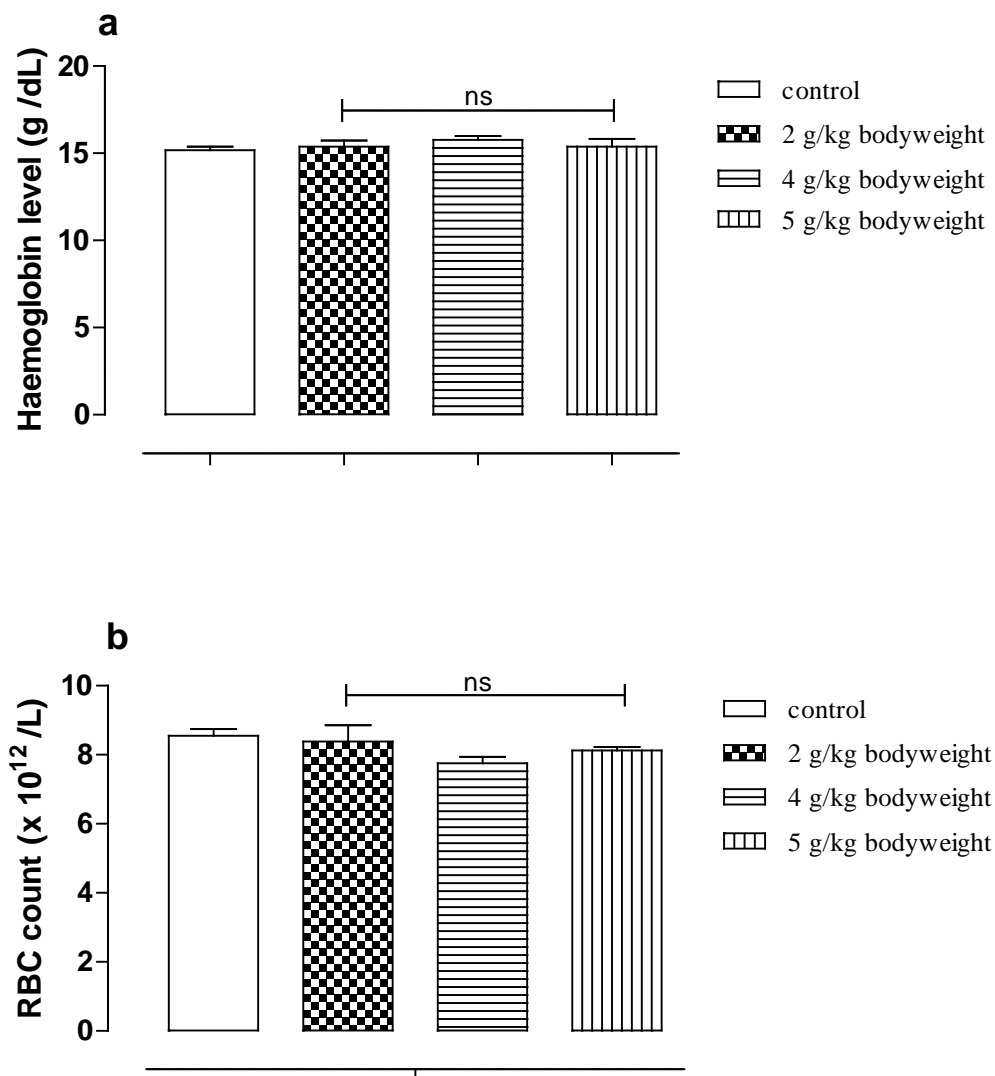 a
Haemoglobin level (g /dL)
20
15
10
5
0
ns
control
2 g/kg bodyweight
4 g/kg bodyweight
5 g/kg bodyweight
b
RBC count (x 10¹² /L)
10
8
6
4
2
0
ns
control
2 g/kg bodyweight
4 g/kg bodyweight
5 g/kg bodyweight